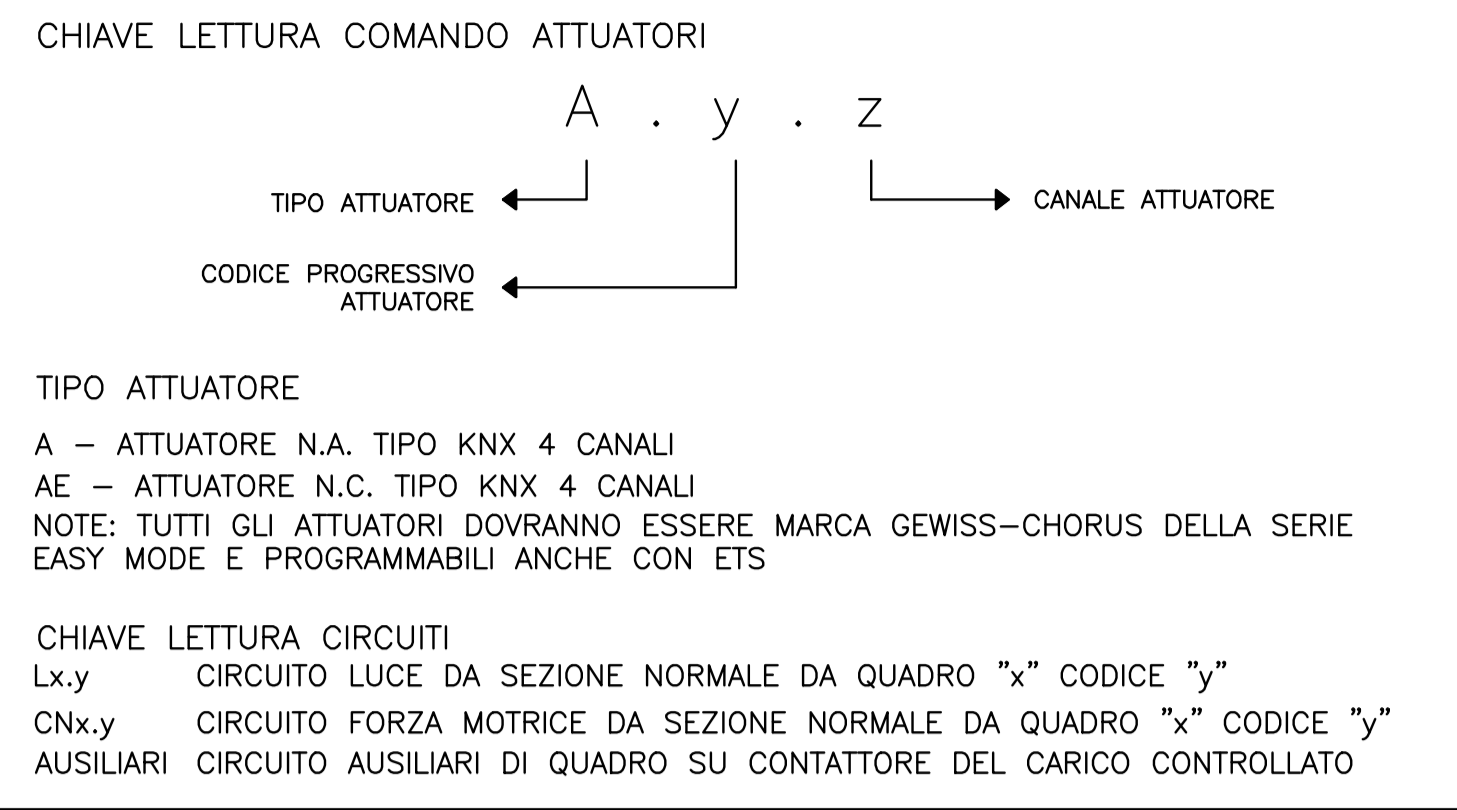 CHIAVE LETTURA COMANDO ATTUATORI
A . y . z
TIPO ATTUATORE
CANALE ATTUATORE
CODICE PROGRESSIVO
ATTUATORE
TIPO ATTUATORE
A – ATTUATORE N.A. TIPO KNX 4 CANALI
AE – ATTUATORE N.C. TIPO KNX 4 CANALI
NOTE: TUTTI GLI ATTUATORI DOVRANNO ESSERE MARCA GEWISS–CHORUS DELLA SERIE
EASY MODE E PROGRAMMABILI ANCHE CON ETS
CHIAVE LETTURA CIRCUITI
Lx.y CIRCUITO LUCE DA SEZIONE NORMALE DA QUADRO ”x” CODICE ”y”
CNx.y CIRCUITO FORZA MOTRICE DA SEZIONE NORMALE DA QUADRO ”x” CODICE ”y”
AUSILIARI CIRCUITO AUSILIARI DI QUADRO SU CONTATTORE DEL CARICO CONTROLLATO